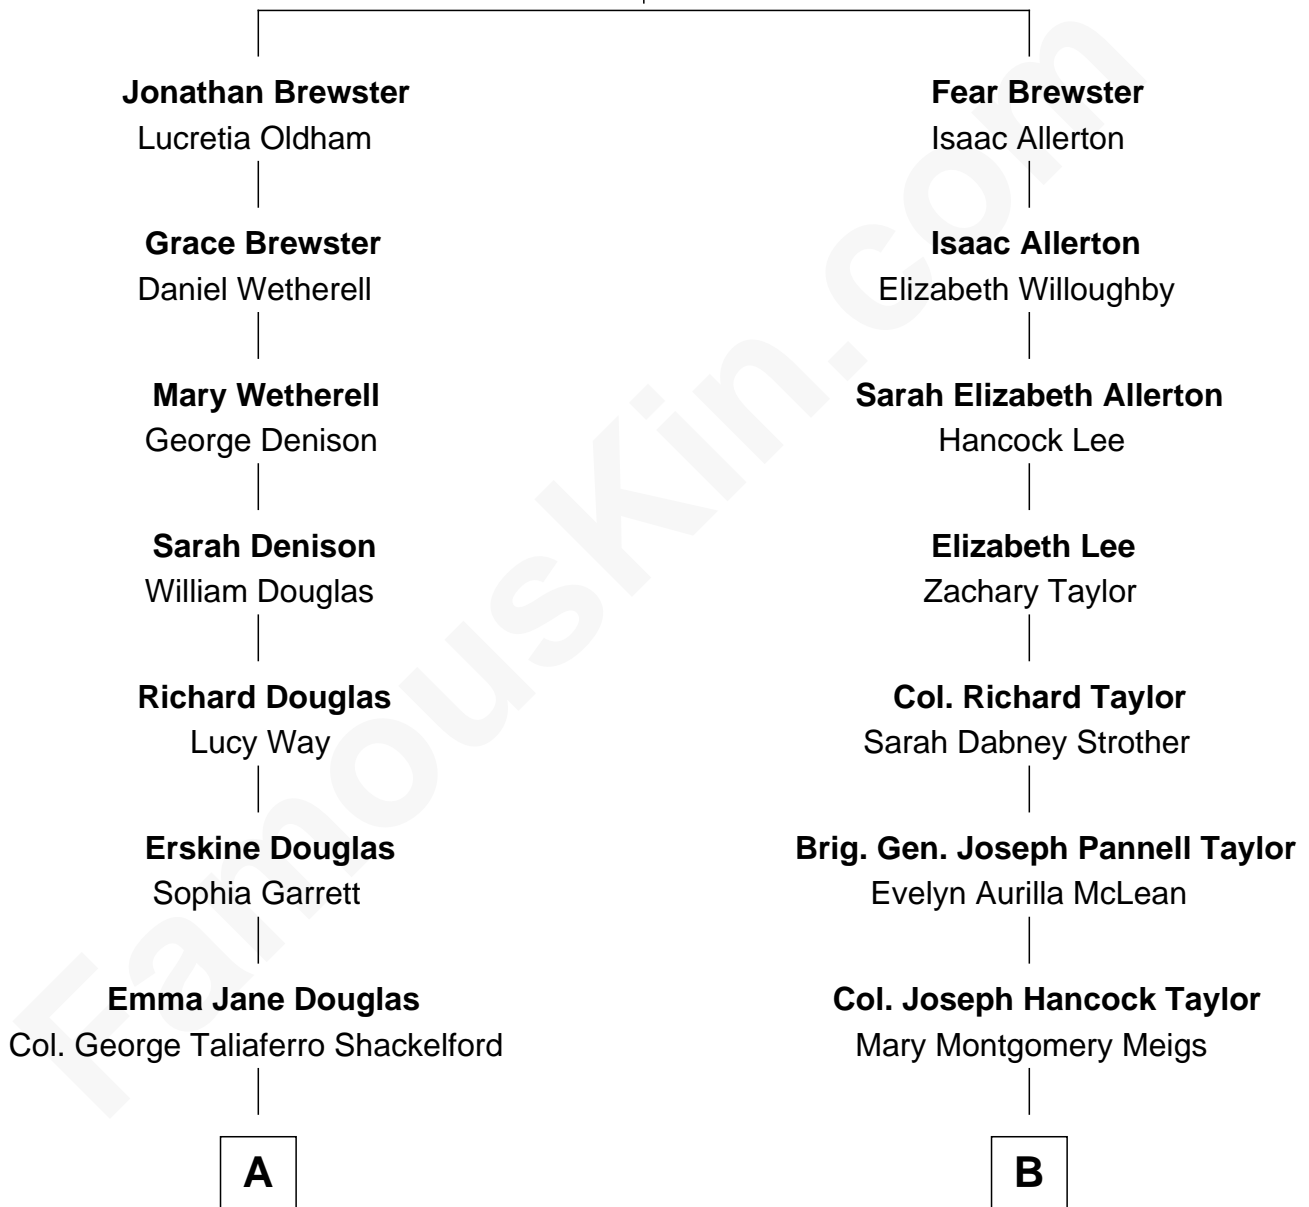 Jonathan Brewster
Lucretia Oldham
Grace Brewster
Daniel Wetherell
Mary Wetherell
George Denison
Sarah Denison
William Douglas
Richard Douglas
Lucy Way
Erskine Douglas
Sophia Garrett
Emma Jane Douglas
Col. George Taliaferro Shackelford
A
Fear Brewster
Isaac Allerton
Isaac Allerton
Elizabeth Willoughby
Sarah Elizabeth Allerton
Hancock Lee
Elizabeth Lee
Zachary Taylor
Col. Richard Taylor
Sarah Dabney Strother
Brig. Gen. Joseph Pannell Taylor
Evelyn Aurilla McLean
Col. Joseph Hancock Taylor
Mary Montgomery Meigs
B
FamousKin.com